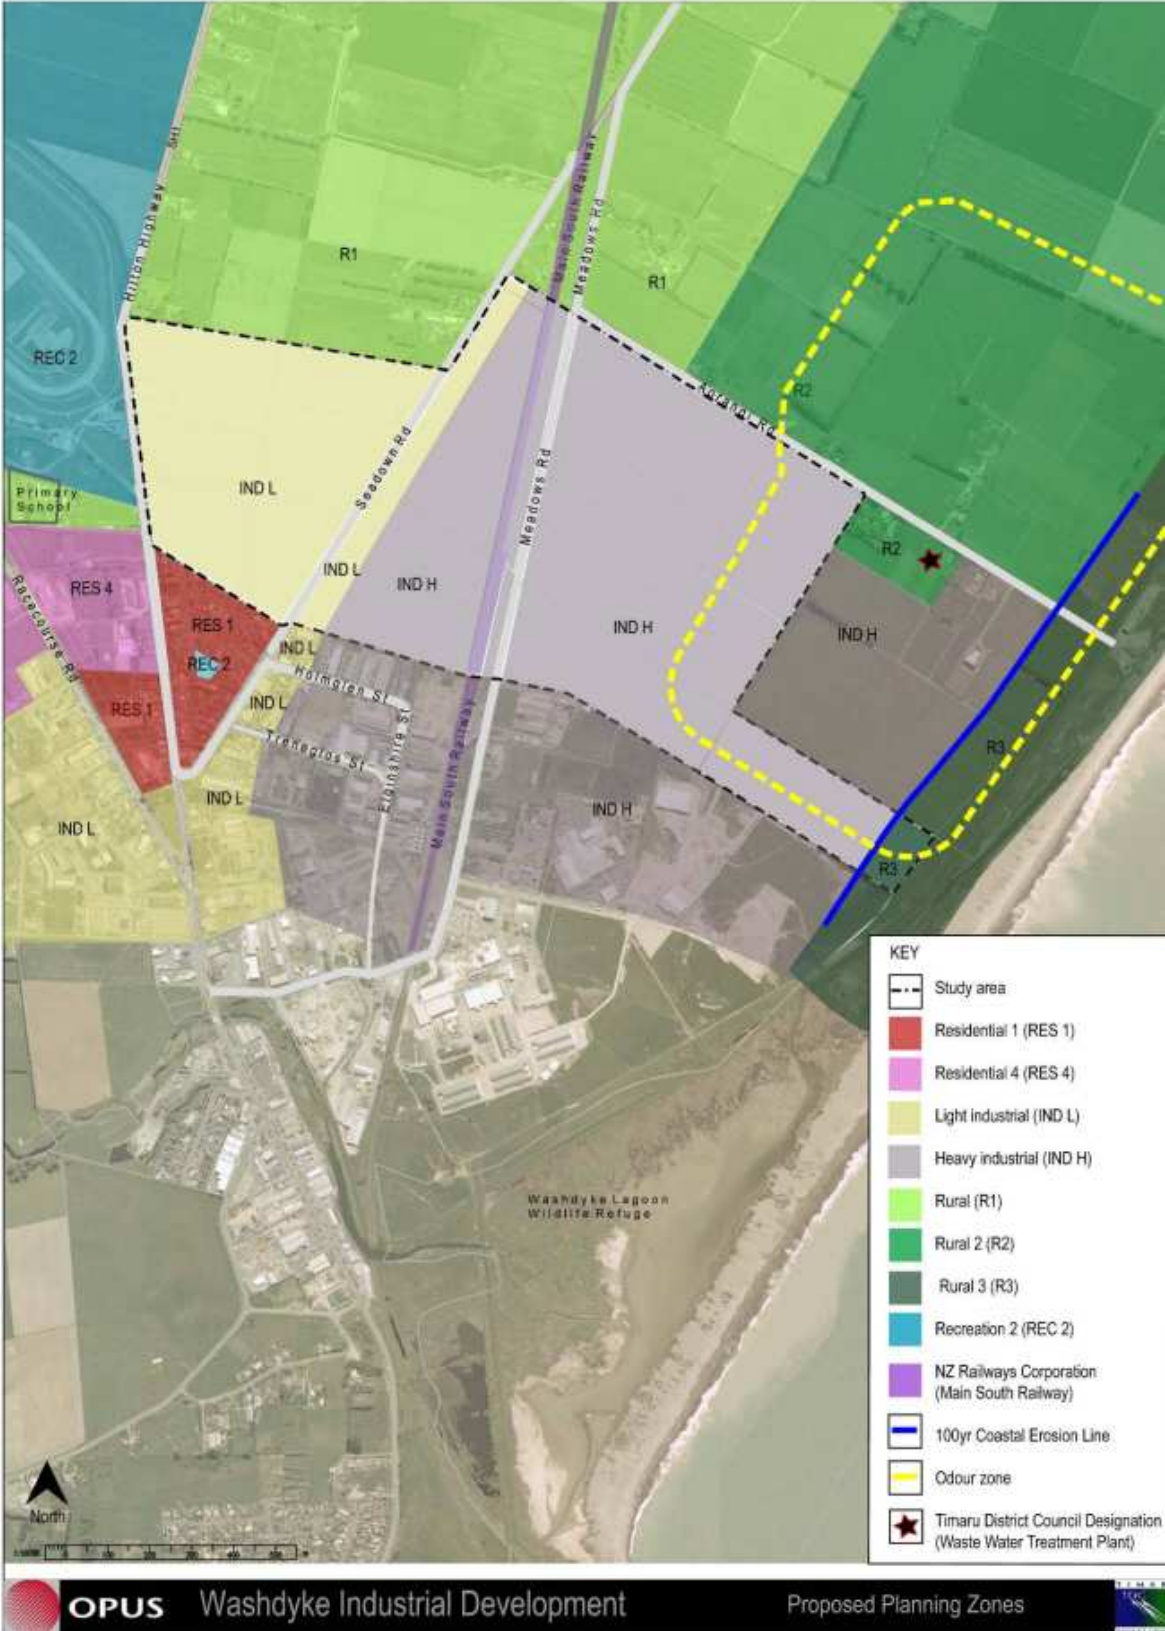 Hilton Highway SH1
Main South Railway
Meadows Rd
R1
R1
REC 2
R2
Aorangi Rd
Seadown Rd
Meadows Rd
IND L
Primary
School
R2
RES 4
IND L
IND H
IND H
IND H
Racecourse Rd
RES 1
REC 2
IND L
Holmglen St
RES 1
IND L
Treneglos St
Elginshire St
Main South Railway
R3
IND L
IND L
IND H
R3
KEY
Study area
Residential 1 (RES 1)
Residential 4 (RES 4)
Light industrial (IND L)
Heavy industrial (IND H)
Rural (R1)
Rural 2 (R2)
Rural 3 (R3)
Recreation 2 (REC 2)
NZ Railways Corporation
(Main South Railway)
100yr Coastal Erosion Line
Odour zone
Timaru District Council Designation
(Waste Water Treatment Plant)
Washdyke Lagoon
Wildlife Refuge
North
OPUS Washdyke Industrial Development Proposed Planning Zones